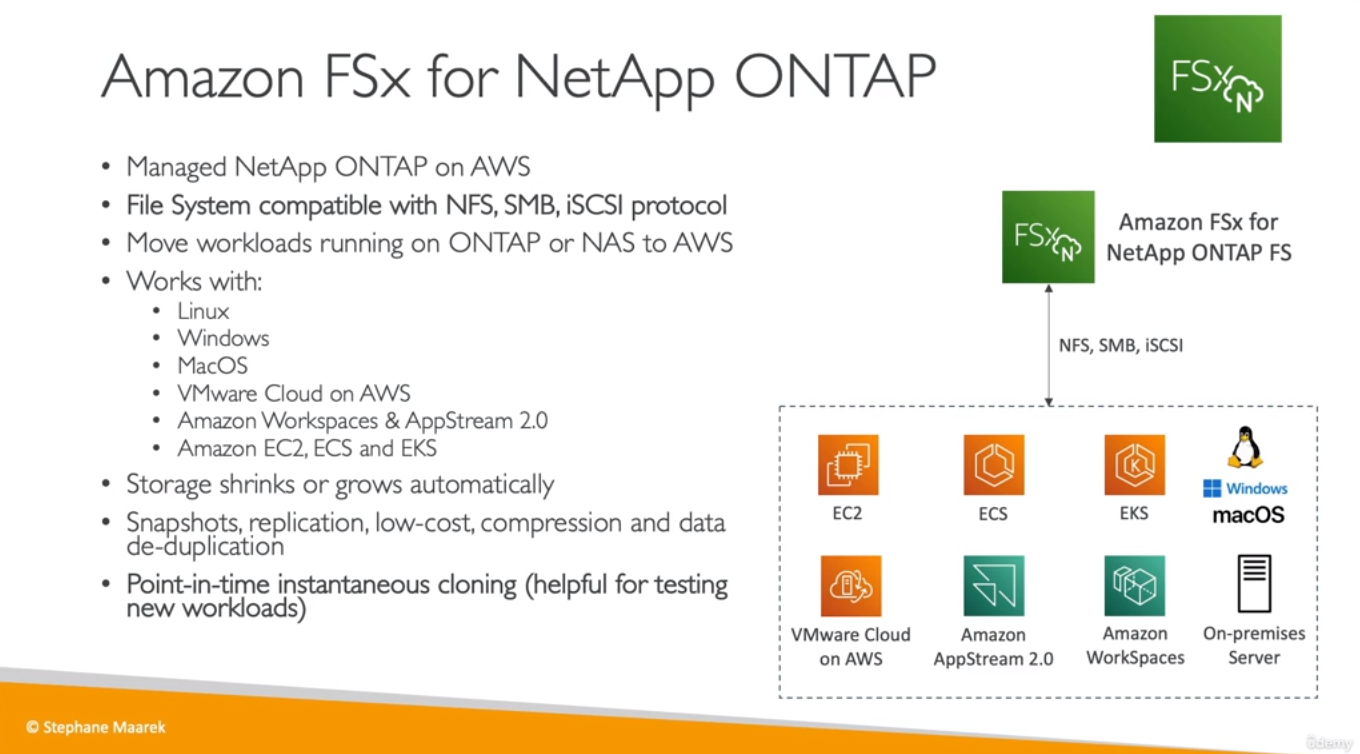 Amazon FSx for NetApp ONTAP
FSx
N
• Managed NetApp ONTAP on AWS
• File System compatible with NFS, SMB, iSCSI protocol
• Move workloads running on ONTAP or NAS to AWS
• Works with:
• Linux
• Windows
• MacOS
• VMware Cloud on AWS
• Amazon Workspaces & AppStream 2.0
• Amazon EC2, ECS and EKS
• Storage shrinks or grows automatically
• Snapshots, replication, low-cost, compression and data
de-duplication
• Point-in-time instantaneous cloning (helpful for testing
new workloads)
FSx
N
Amazon FSx for
NetApp ONTAP FS
NFS, SMB, iSCSI
EC2
ECS
K
EKS
Windows
macOS
VMware Cloud
on AWS
Amazon
AppStream 2.0
Amazon
WorkSpaces
On-premises
Server
© Stephane Maarek
ûdemy